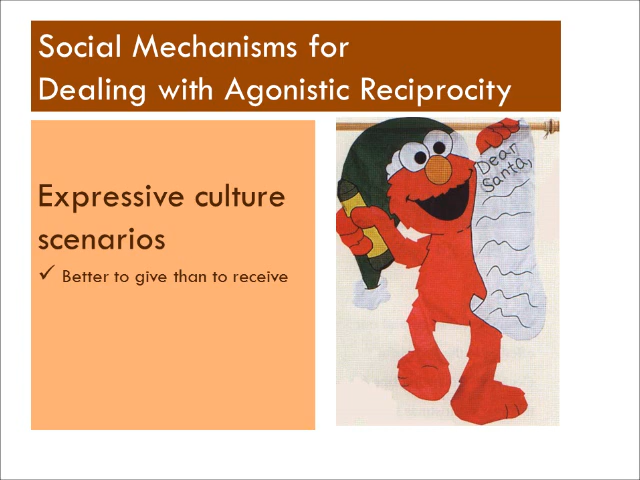 Social Mechanisms for
Dealing with Agonistic Reciprocity
Expressive culture
scenarios
✓ Better to give than to receive
Dear
Santa,